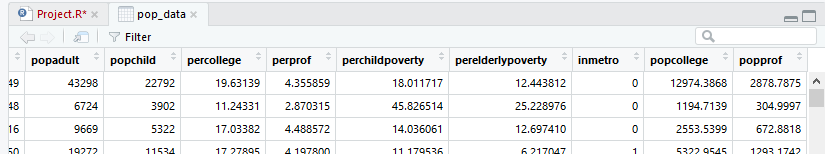 Project.R* pop_data
Filter
popadult popchild percollege perprof perchildpoverty perelderlypoverty inmetro popcollege popprof
49 43298 22792 19.63139 4.355859 18.011717 12.443812 0 12974.3868 2878.7875
48 6724 3902 11.24331 2.870315 45.826514 25.228976 0 1194.7139 304.9997
16 9669 5322 17.03382 4.488572 14.036061 12.697410 0 2553.5399 672.8818
50 19272 11534 17.27895 4.197800 11.179536 6.217047 1 5322.9545 1293.1742